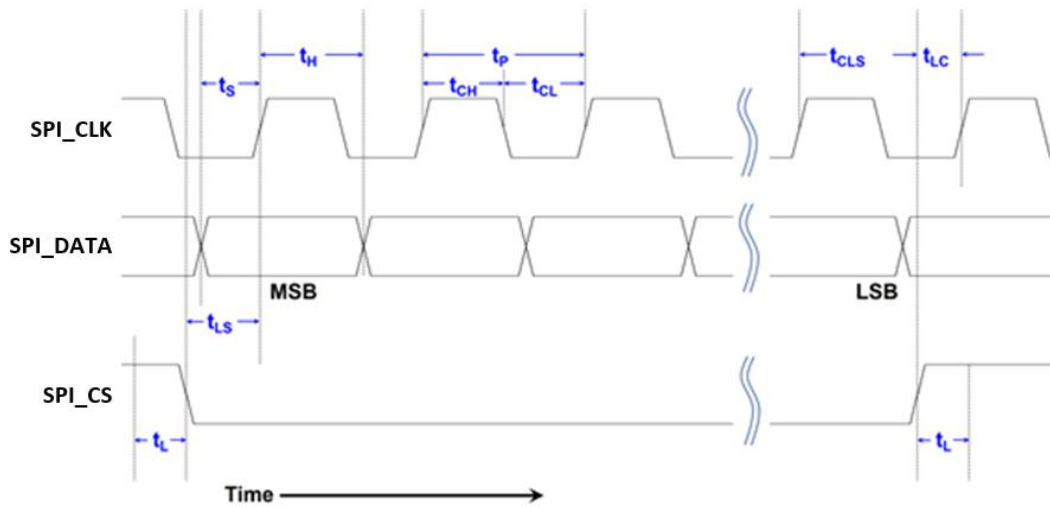 tH
tP
tCLS
tLC
tS
tCH
tCL
SPI_CLK
SPI_DATA
MSB
LSB
tLS
SPI_CS
tL
tL
Time